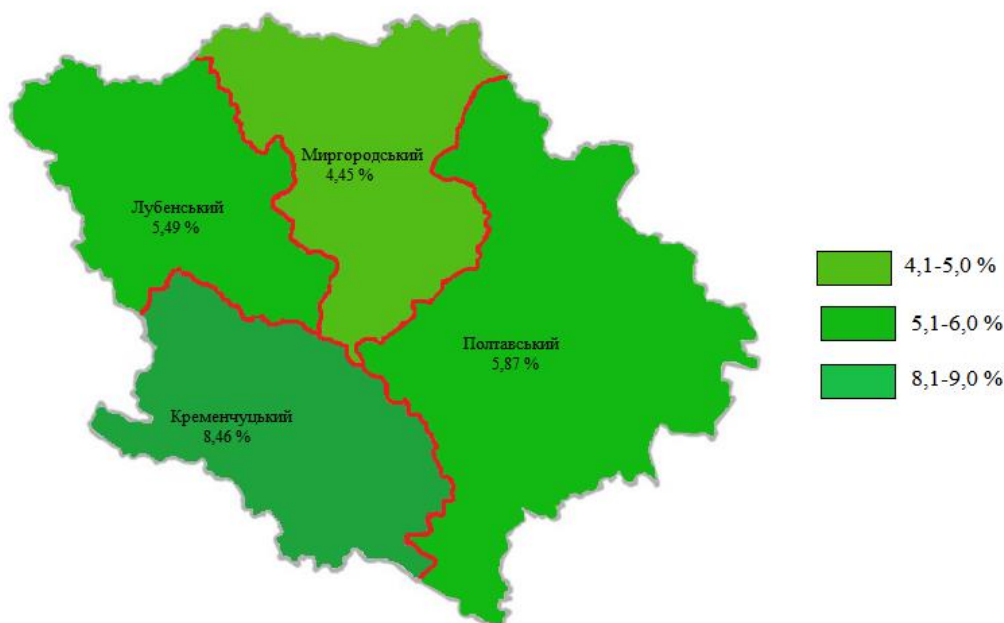 Миргородський
4,45 %
Лубенський
5,49 %
Полтавський
5,87 %
Кременчуцький
8,46 %
4,1-5,0 %
5,1-6,0 %
8,1-9,0 %